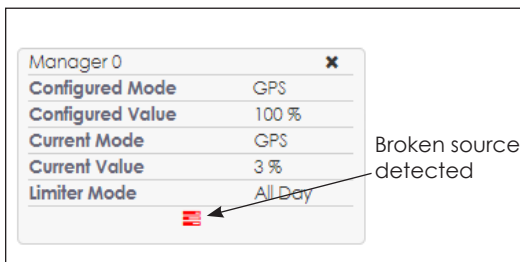 Manager 0 ✖
Configured Mode GPS
Configured Value 100 %
Current Mode GPS
Current Value 3 %
Limiter Mode All Day
Broken source
detected